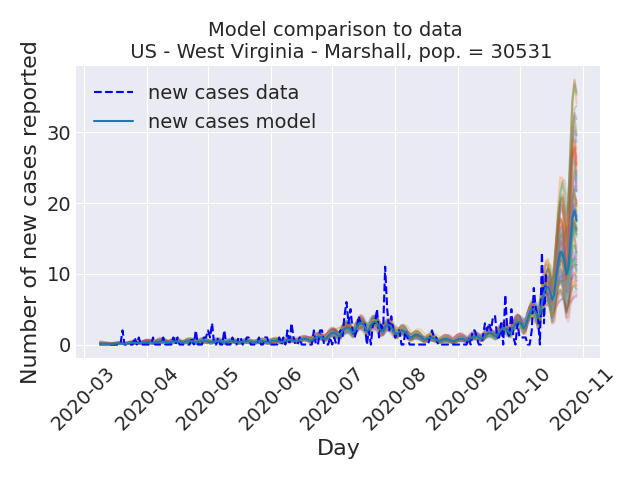 Model comparison to data
US - West Virginia - Marshall, pop. = 30531
new cases data
new cases model
Number of new cases reported
30
20
10
0
2020-03
2020-04
2020-05
2020-06
2020-07
2020-08
2020-09
2020-10
2020-11
Day